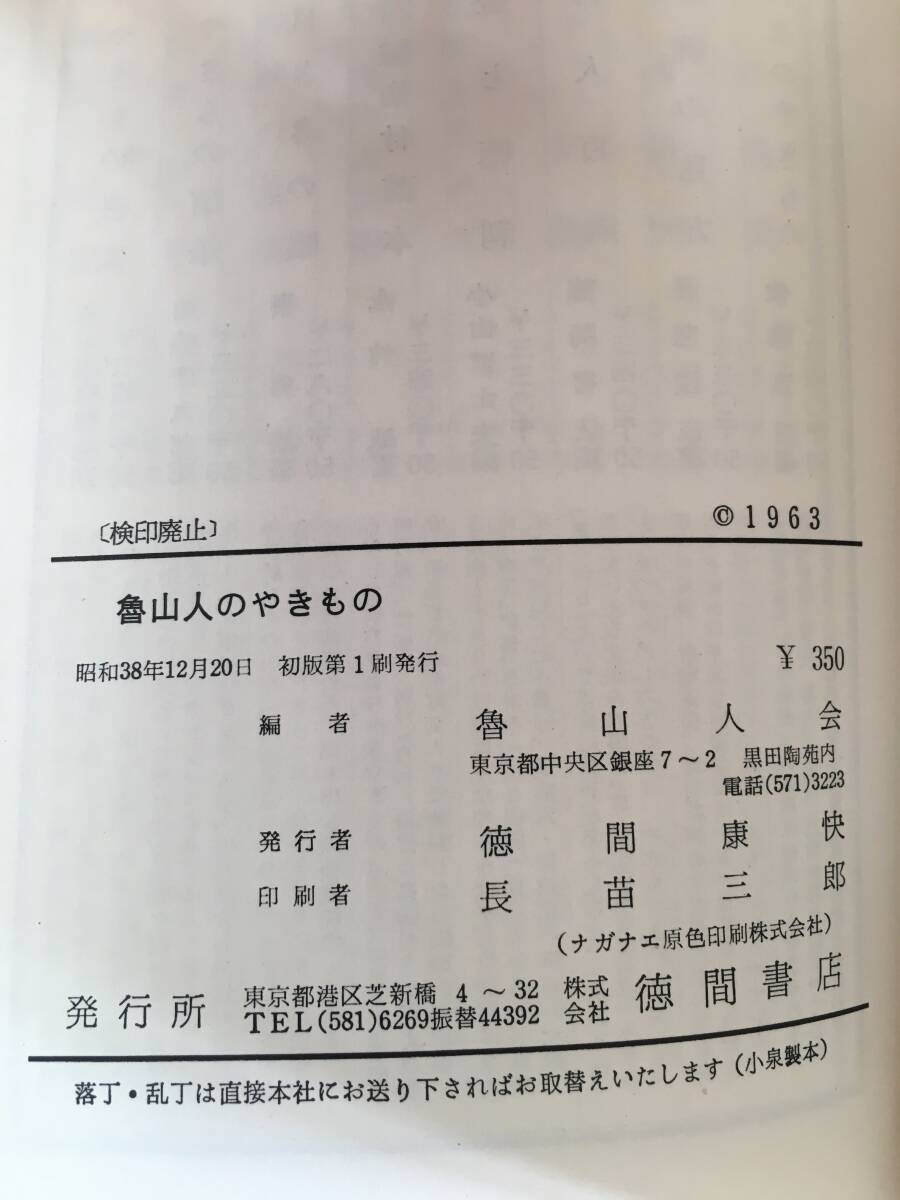 〔検印廃止〕 ©1963
魯山人のやきもの
昭和38年12月20日 初版第1刷発行 ¥350
編者 魯山人会
東京都中央区銀座7～2 黒田陶苑内
電話(571)3223
発行者 徳間康快
印刷者 長苗三郎
(ナガナエ原色印刷株式会社)
発行所 東京都港区芝新橋 4～32 株式会社 徳間書店
TEL(581)6269振替44392
落丁・乱丁は直接本社にお送り下さればお取替えいたします(小泉製本)